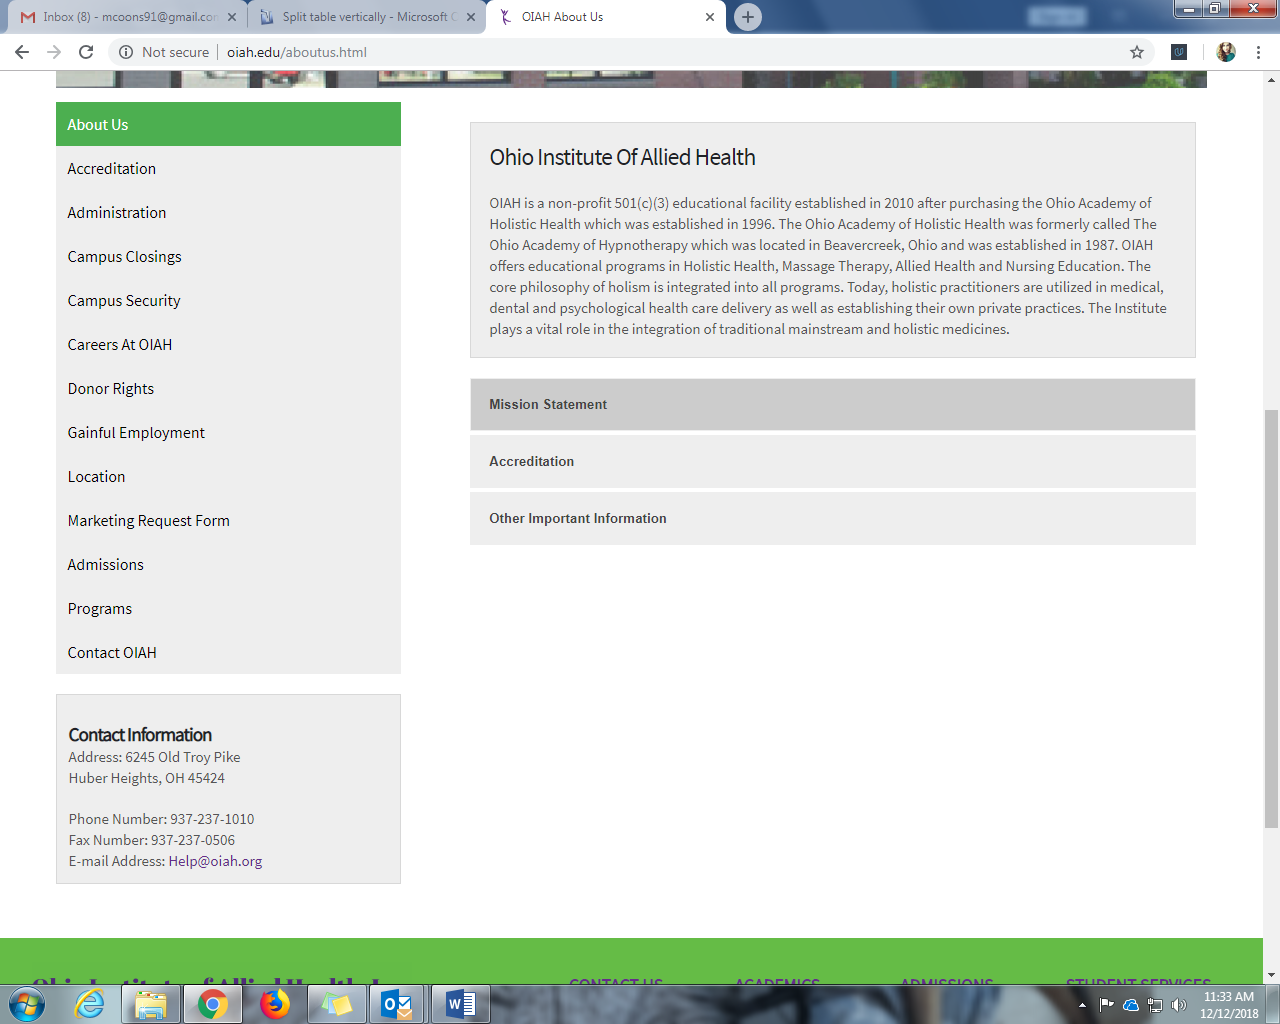 Inbox (8) - mcoons91@gmail.con
Split table vertically - Microsoft C
OIAH About Us
Not secure
oiah.edu/aboutus.html
About Us
Accreditation
Administration
Campus Closings
Campus Security
Careers At OIAH
Donor Rights
Gainful Employment
Location
Marketing Request Form
Admissions
Programs
Contact OIAH
Contact Information
Address: 6245 Old Troy Pike
Huber Heights, OH 45424
Phone Number: 937-237-1010
Fax Number: 937-237-0506
E-mail Address: Help@oiah.org
Ohio Institute Of Allied Health
OIAH is a non-profit 501(c)(3) educational facility established in 2010 after purchasing the Ohio Academy of
Holistic Health which was established in 1996. The Ohio Academy of Holistic Health was formerly called The
Ohio Academy of Hypnotherapy which was located in Beavercreek, Ohio and was established in 1987. OIAH
offers educational programs in Holistic Health, Massage Therapy, Allied Health and Nursing Education. The
core philosophy of holism is integrated into all programs. Today, holistic practitioners are utilized in medical,
dental and psychological health care delivery as well as establishing their own private practices. The Institute
plays a vital role in the integration of traditional mainstream and holistic medicines.
Mission Statement
Accreditation
Other Important Information
Ohio Institute of Allied Health, I
CONTACT US
ACADEMICS
ADMISSIONS
STUDENT SERVICES
11:33 AM
12/12/2018